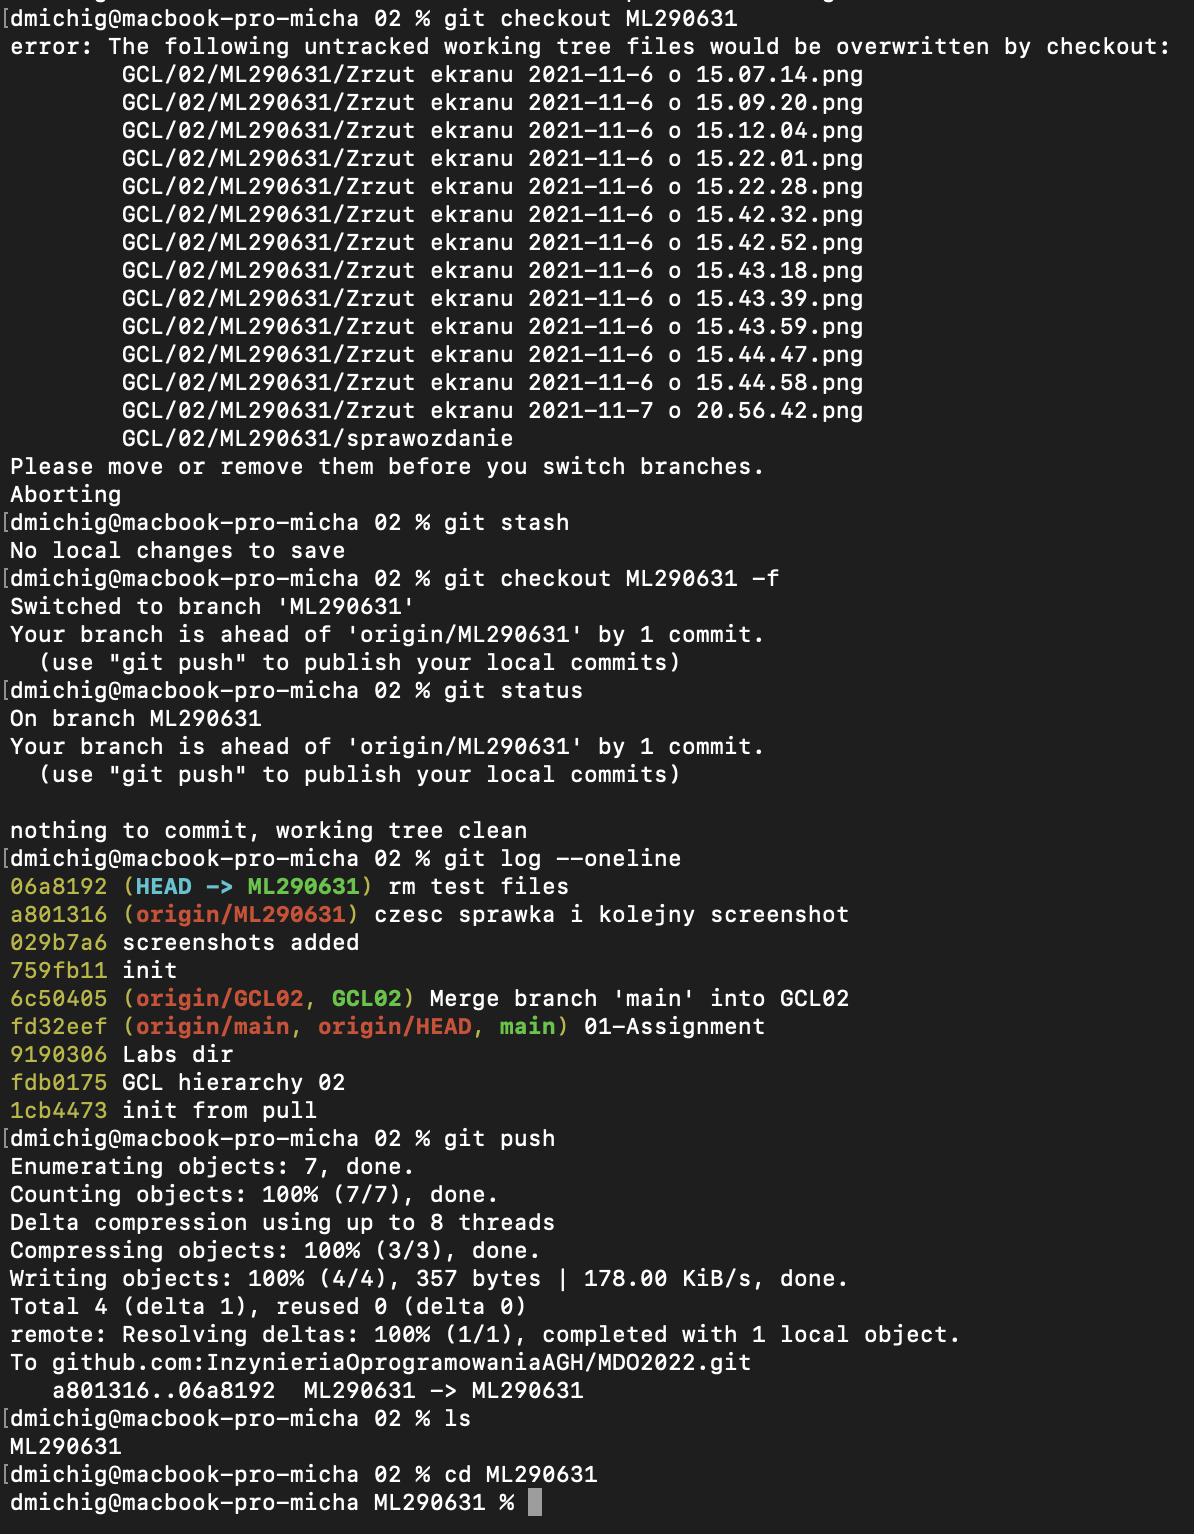 [dmichig@macbook-pro-micha 02 % git checkout ML290631
error: The following untracked working tree files would be overwritten by checkout:
GCL/02/ML290631/Zrzut ekranu 2021-11-6 o 15.07.14.png
GCL/02/ML290631/Zrzut ekranu 2021-11-6 o 15.09.20.png
GCL/02/ML290631/Zrzut ekranu 2021-11-6 o 15.12.04.png
GCL/02/ML290631/Zrzut ekranu 2021-11-6 o 15.22.01.png
GCL/02/ML290631/Zrzut ekranu 2021-11-6 o 15.22.28.png
GCL/02/ML290631/Zrzut ekranu 2021-11-6 o 15.42.32.png
GCL/02/ML290631/Zrzut ekranu 2021-11-6 o 15.42.52.png
GCL/02/ML290631/Zrzut ekranu 2021-11-6 o 15.43.18.png
GCL/02/ML290631/Zrzut ekranu 2021-11-6 o 15.43.39.png
GCL/02/ML290631/Zrzut ekranu 2021-11-6 o 15.43.59.png
GCL/02/ML290631/Zrzut ekranu 2021-11-6 o 15.44.47.png
GCL/02/ML290631/Zrzut ekranu 2021-11-6 o 15.44.58.png
GCL/02/ML290631/Zrzut ekranu 2021-11-7 o 20.56.42.png
GCL/02/ML290631/sprawozdanie
Please move or remove them before you switch branches.
Aborting
[dmichig@macbook-pro-micha 02 % git stash
No local changes to save
[dmichig@macbook-pro-micha 02 % git checkout ML290631 -f
Switched to branch 'ML290631'
Your branch is ahead of 'origin/ML290631' by 1 commit.
(use "git push" to publish your local commits)
[dmichig@macbook-pro-micha 02 % git status
On branch ML290631
Your branch is ahead of 'origin/ML290631' by 1 commit.
(use "git push" to publish your local commits)
nothing to commit, working tree clean
[dmichig@macbook-pro-micha 02 % git log --oneline
06a8192 (HEAD -> ML290631) rm test files
a801316 (origin/ML290631) czesc sprawka i kolejny screenshot
029b7a6 screenshots added
759fb11 init
6c50405 (origin/GCL02, GCL02) Merge branch 'main' into GCL02
fd32eef (origin/main, origin/HEAD, main) 01-Assignment
9190306 Labs dir
fdb0175 GCL hierarchy 02
1cb4473 init from pull
[dmichig@macbook-pro-micha 02 % git push
Enumerating objects: 7, done.
Counting objects: 100% (7/7), done.
Delta compression using up to 8 threads
Compressing objects: 100% (3/3), done.
Writing objects: 100% (4/4), 357 bytes | 178.00 KiB/s, done.
Total 4 (delta 1), reused 0 (delta 0)
remote: Resolving deltas: 100% (1/1), completed with 1 local object.
To github.com:InzynieriaOprogramowaniaAGH/MDO2022.git
a801316..06a8192  ML290631 -> ML290631
[dmichig@macbook-pro-micha 02 % ls
ML290631
[dmichig@macbook-pro-micha 02 % cd ML290631
dmichig@macbook-pro-micha ML290631 %